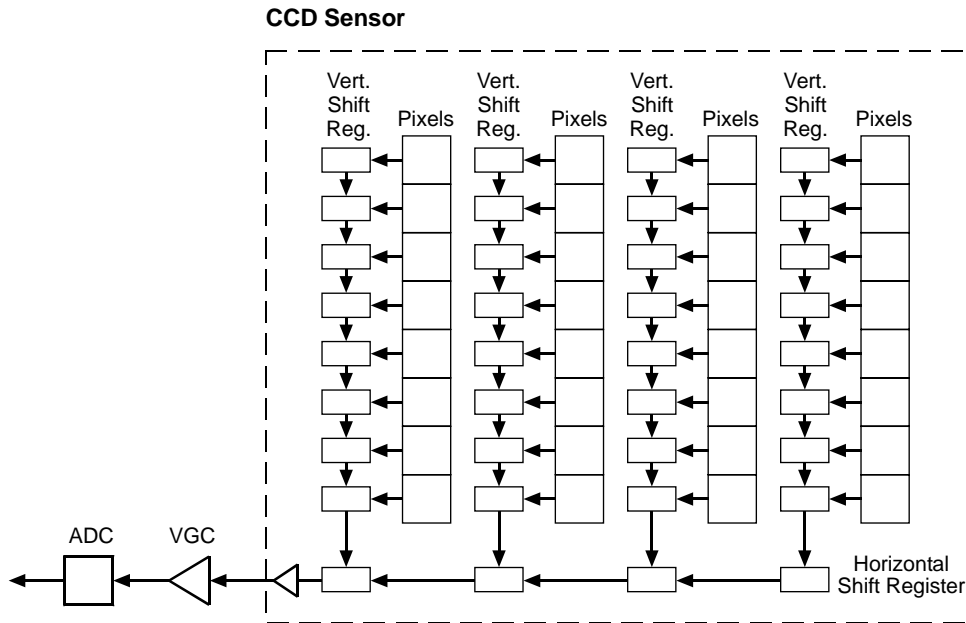 CCD Sensor
Vert.
Shift
Reg.
Pixels
Vert.
Shift
Reg.
Pixels
Vert.
Shift
Reg.
Pixels
Vert.
Shift
Reg.
Pixels
ADC
VGC
Horizontal
Shift Register